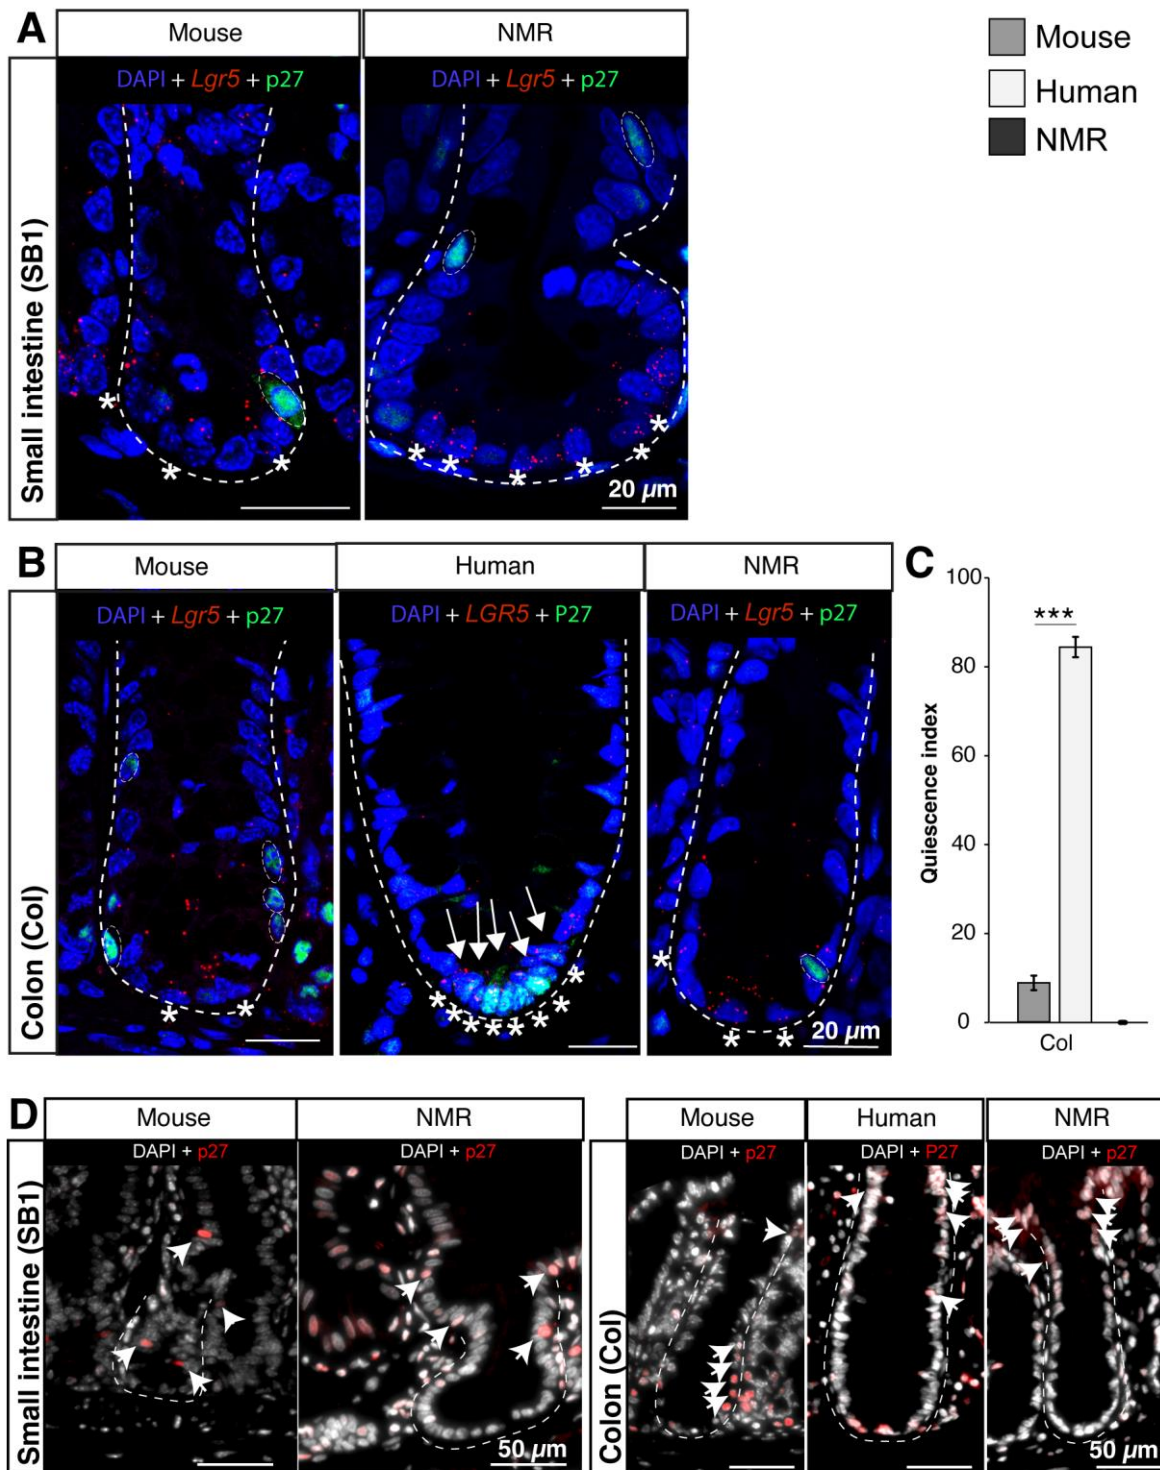 A
Mouse
NMR
Mouse
Human
NMR
Small intestine (SB1)
DAPI + Lgr5 + p27
DAPI + Lgr5 + p27
*
*
*
*
*
*
*
*
*
20 µm
B
Mouse
Human
NMR
Colon (Col)
DAPI + Lgr5 + p27
DAPI + LGR5 + P27
DAPI + Lgr5 + p27
*
*
*
*
*
*
*
*
*
*
*
*
*
20 µm
C
100
80
60
40
20
0
Quiescence index
***
Col
D
Mouse
NMR
Small intestine (SB1)
DAPI + p27
DAPI + p27
50 µm
Mouse
Human
NMR
Colon (Col)
DAPI + p27
DAPI + P27
DAPI + p27
50 µm